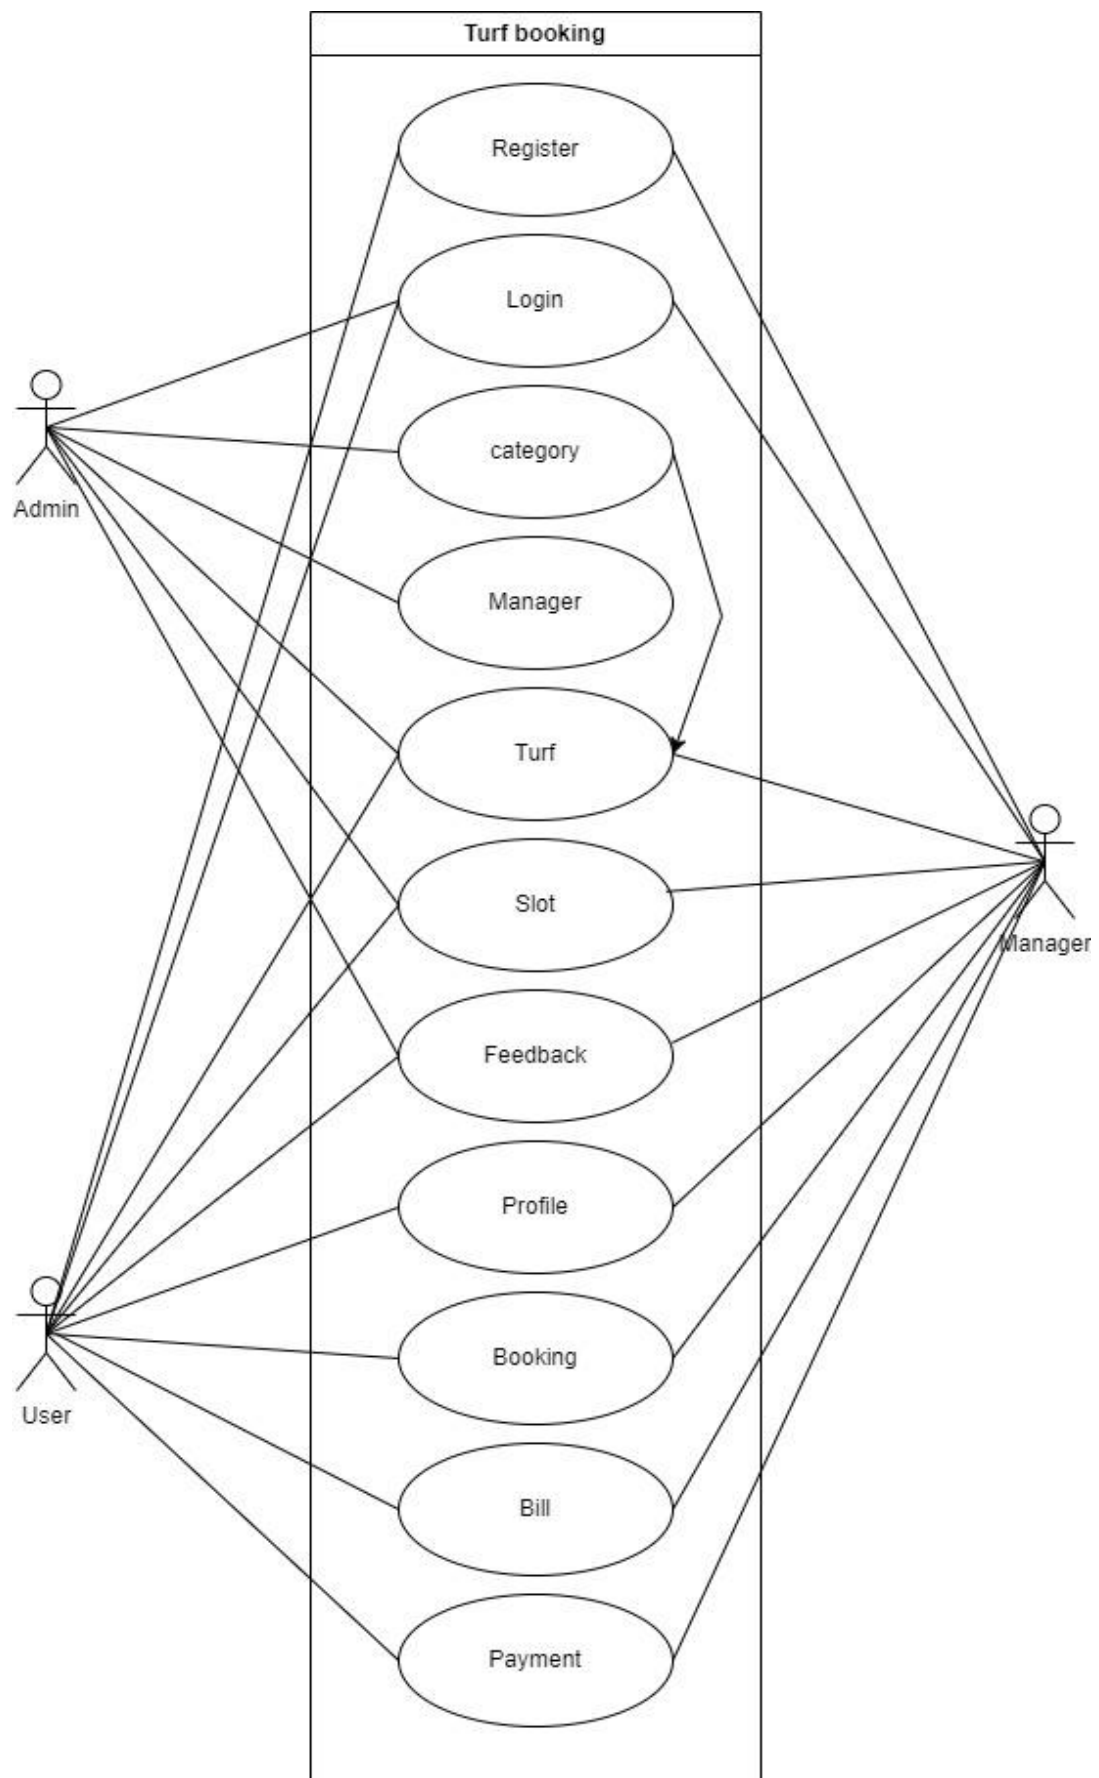 Turf booking
Register
Login
category
Admin
Manager
Turf
Slot
Manager
Feedback
Profile
Booking
User
Bill
Payment